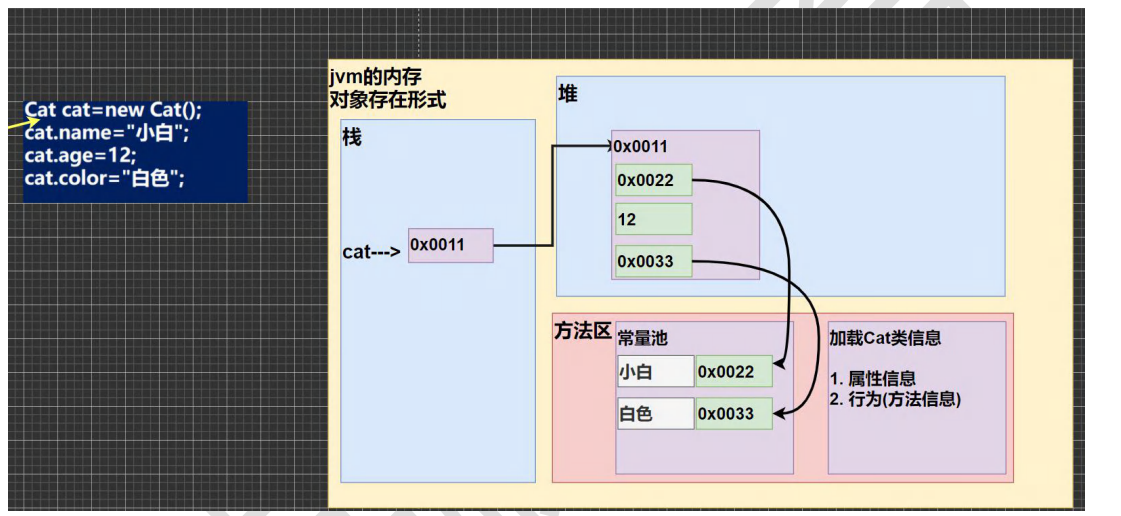 Cat cat=new Cat();
cat.name="小白";
cat.age=12;
cat.color="白色";
jvm的内存
对象存在形式
栈
cat--->
0x0011
堆
0x0011
0x0022
12
0x0033
方法区
常量池
小白
0x0022
白色
0x0033
加载Cat类信息
1. 属性信息
2. 行为(方法信息)